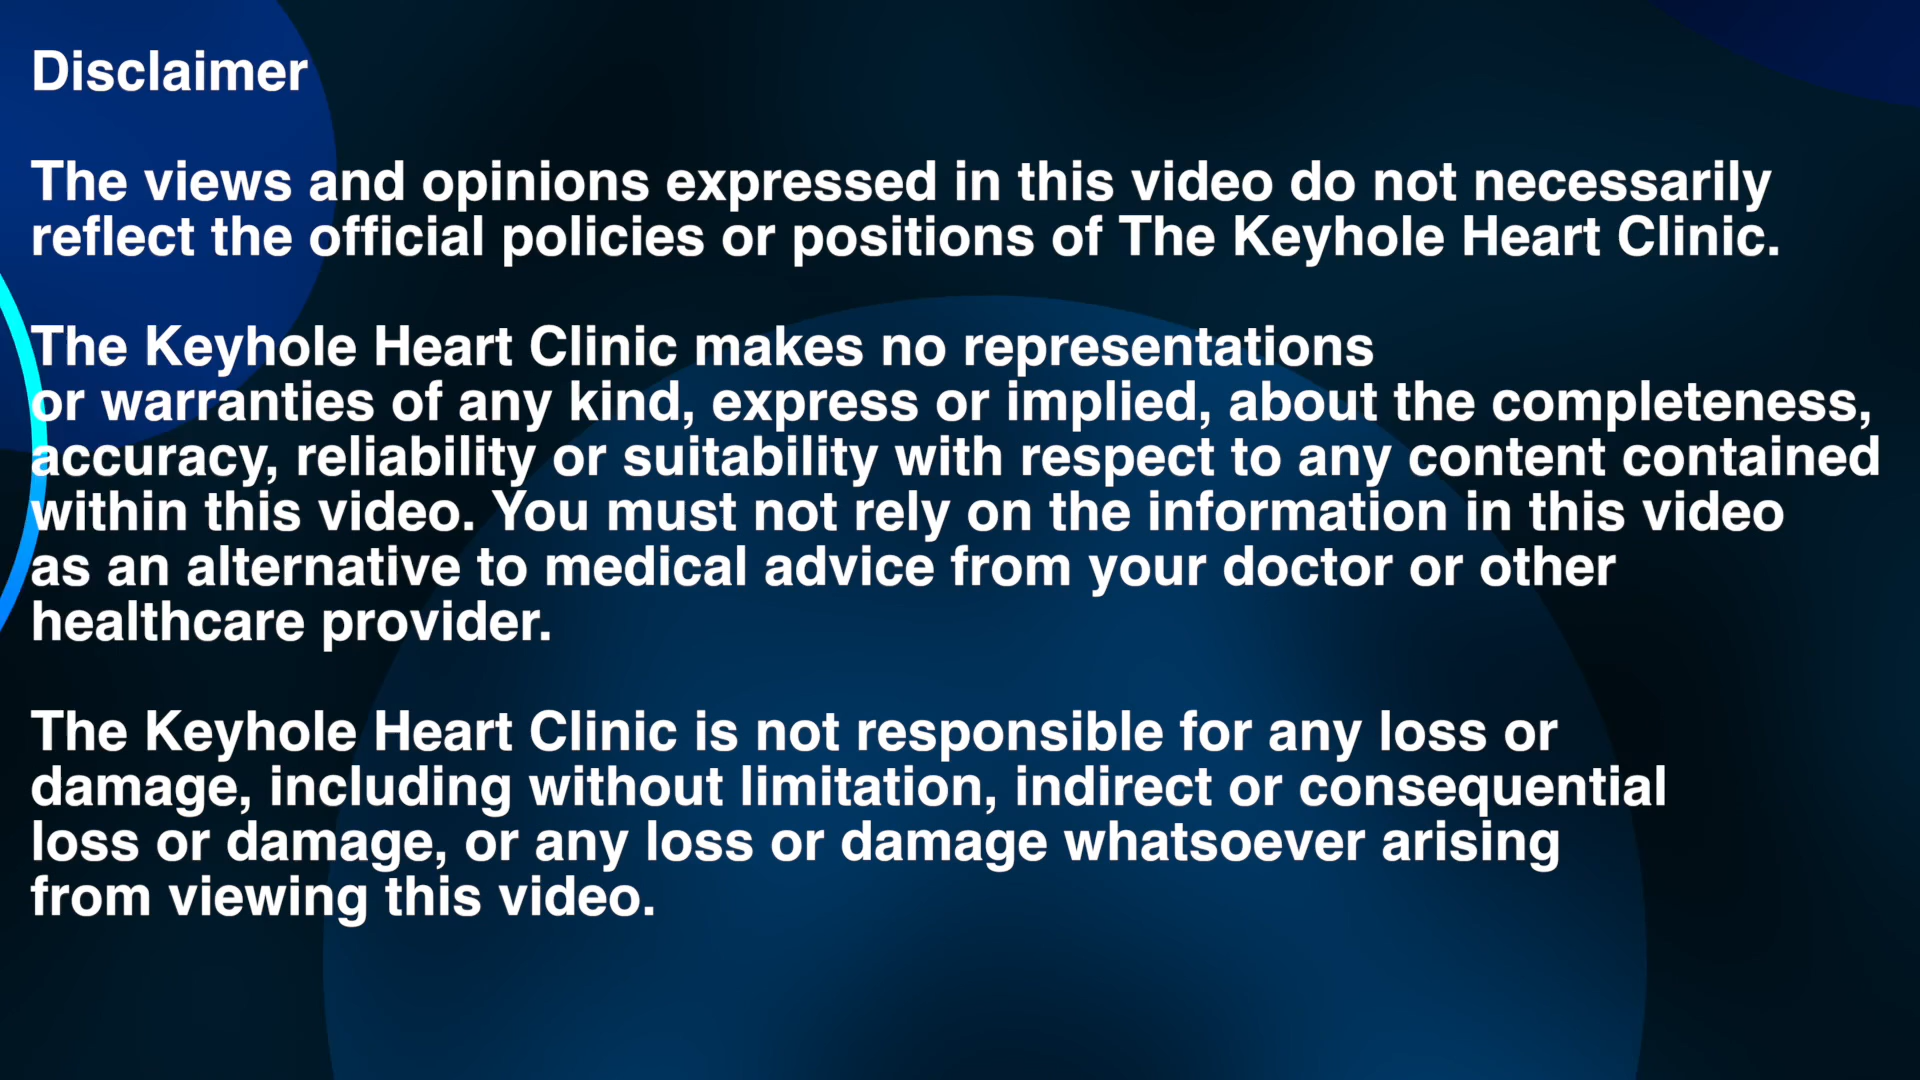 Disclaimer
The views and opinions expressed in this video do not necessarily
reflect the official policies or positions of The Keyhole Heart Clinic.
The Keyhole Heart Clinic makes no representations
or warranties of any kind, express or implied, about the completeness,
accuracy, reliability or suitability with respect to any content contained
within this video. You must not rely on the information in this video
as an alternative to medical advice from your doctor or other
healthcare provider.
The Keyhole Heart Clinic is not responsible for any loss or
damage, including without limitation, indirect or consequential
loss or damage, or any loss or damage whatsoever arising
from viewing this video.